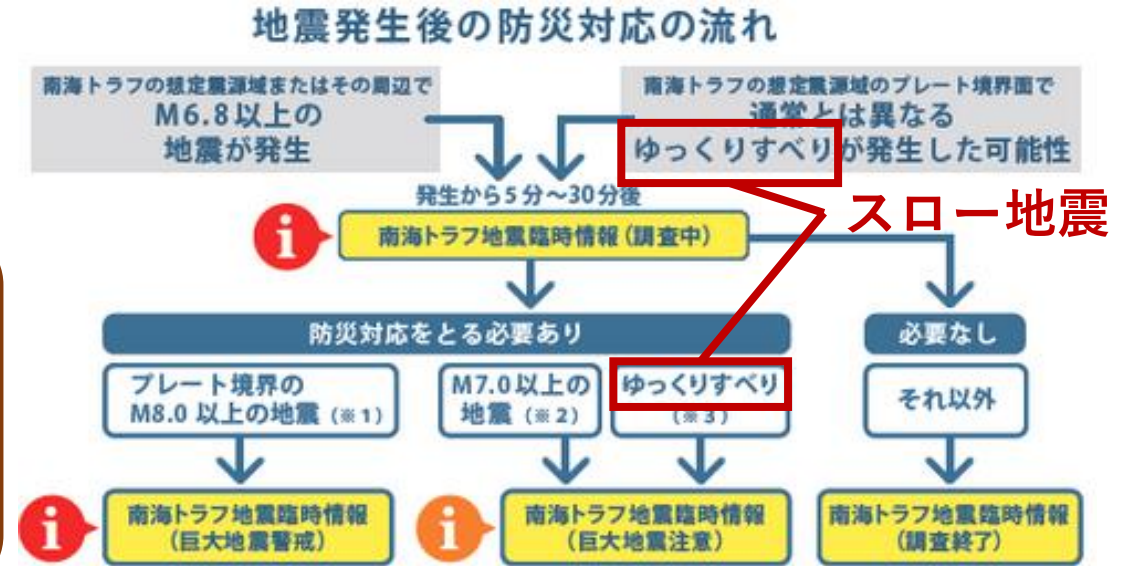 地震発生後の防災対応の流れ
南海トラフの想定震源域またはその周辺で
M6.8以上の
地震が発生
南海トラフの想定震源域のプレート境界面で
通常とは異なる
ゆっくりすべりが発生した可能性
発生から5分～30分後
スロー地震
i
南海トラフ地震臨時情報(調査中)
防災対応をとる必要あり
必要なし
プレート境界の
M8.0以上の地震(※1)
M7.0以上の
地震(※2)
ゆっくりすべり
(※3)
それ以外
i
南海トラフ地震臨時情報
(巨大地震警戒)
i
南海トラフ地震臨時情報
(巨大地震注意)
南海トラフ地震臨時情報
(調査終了)